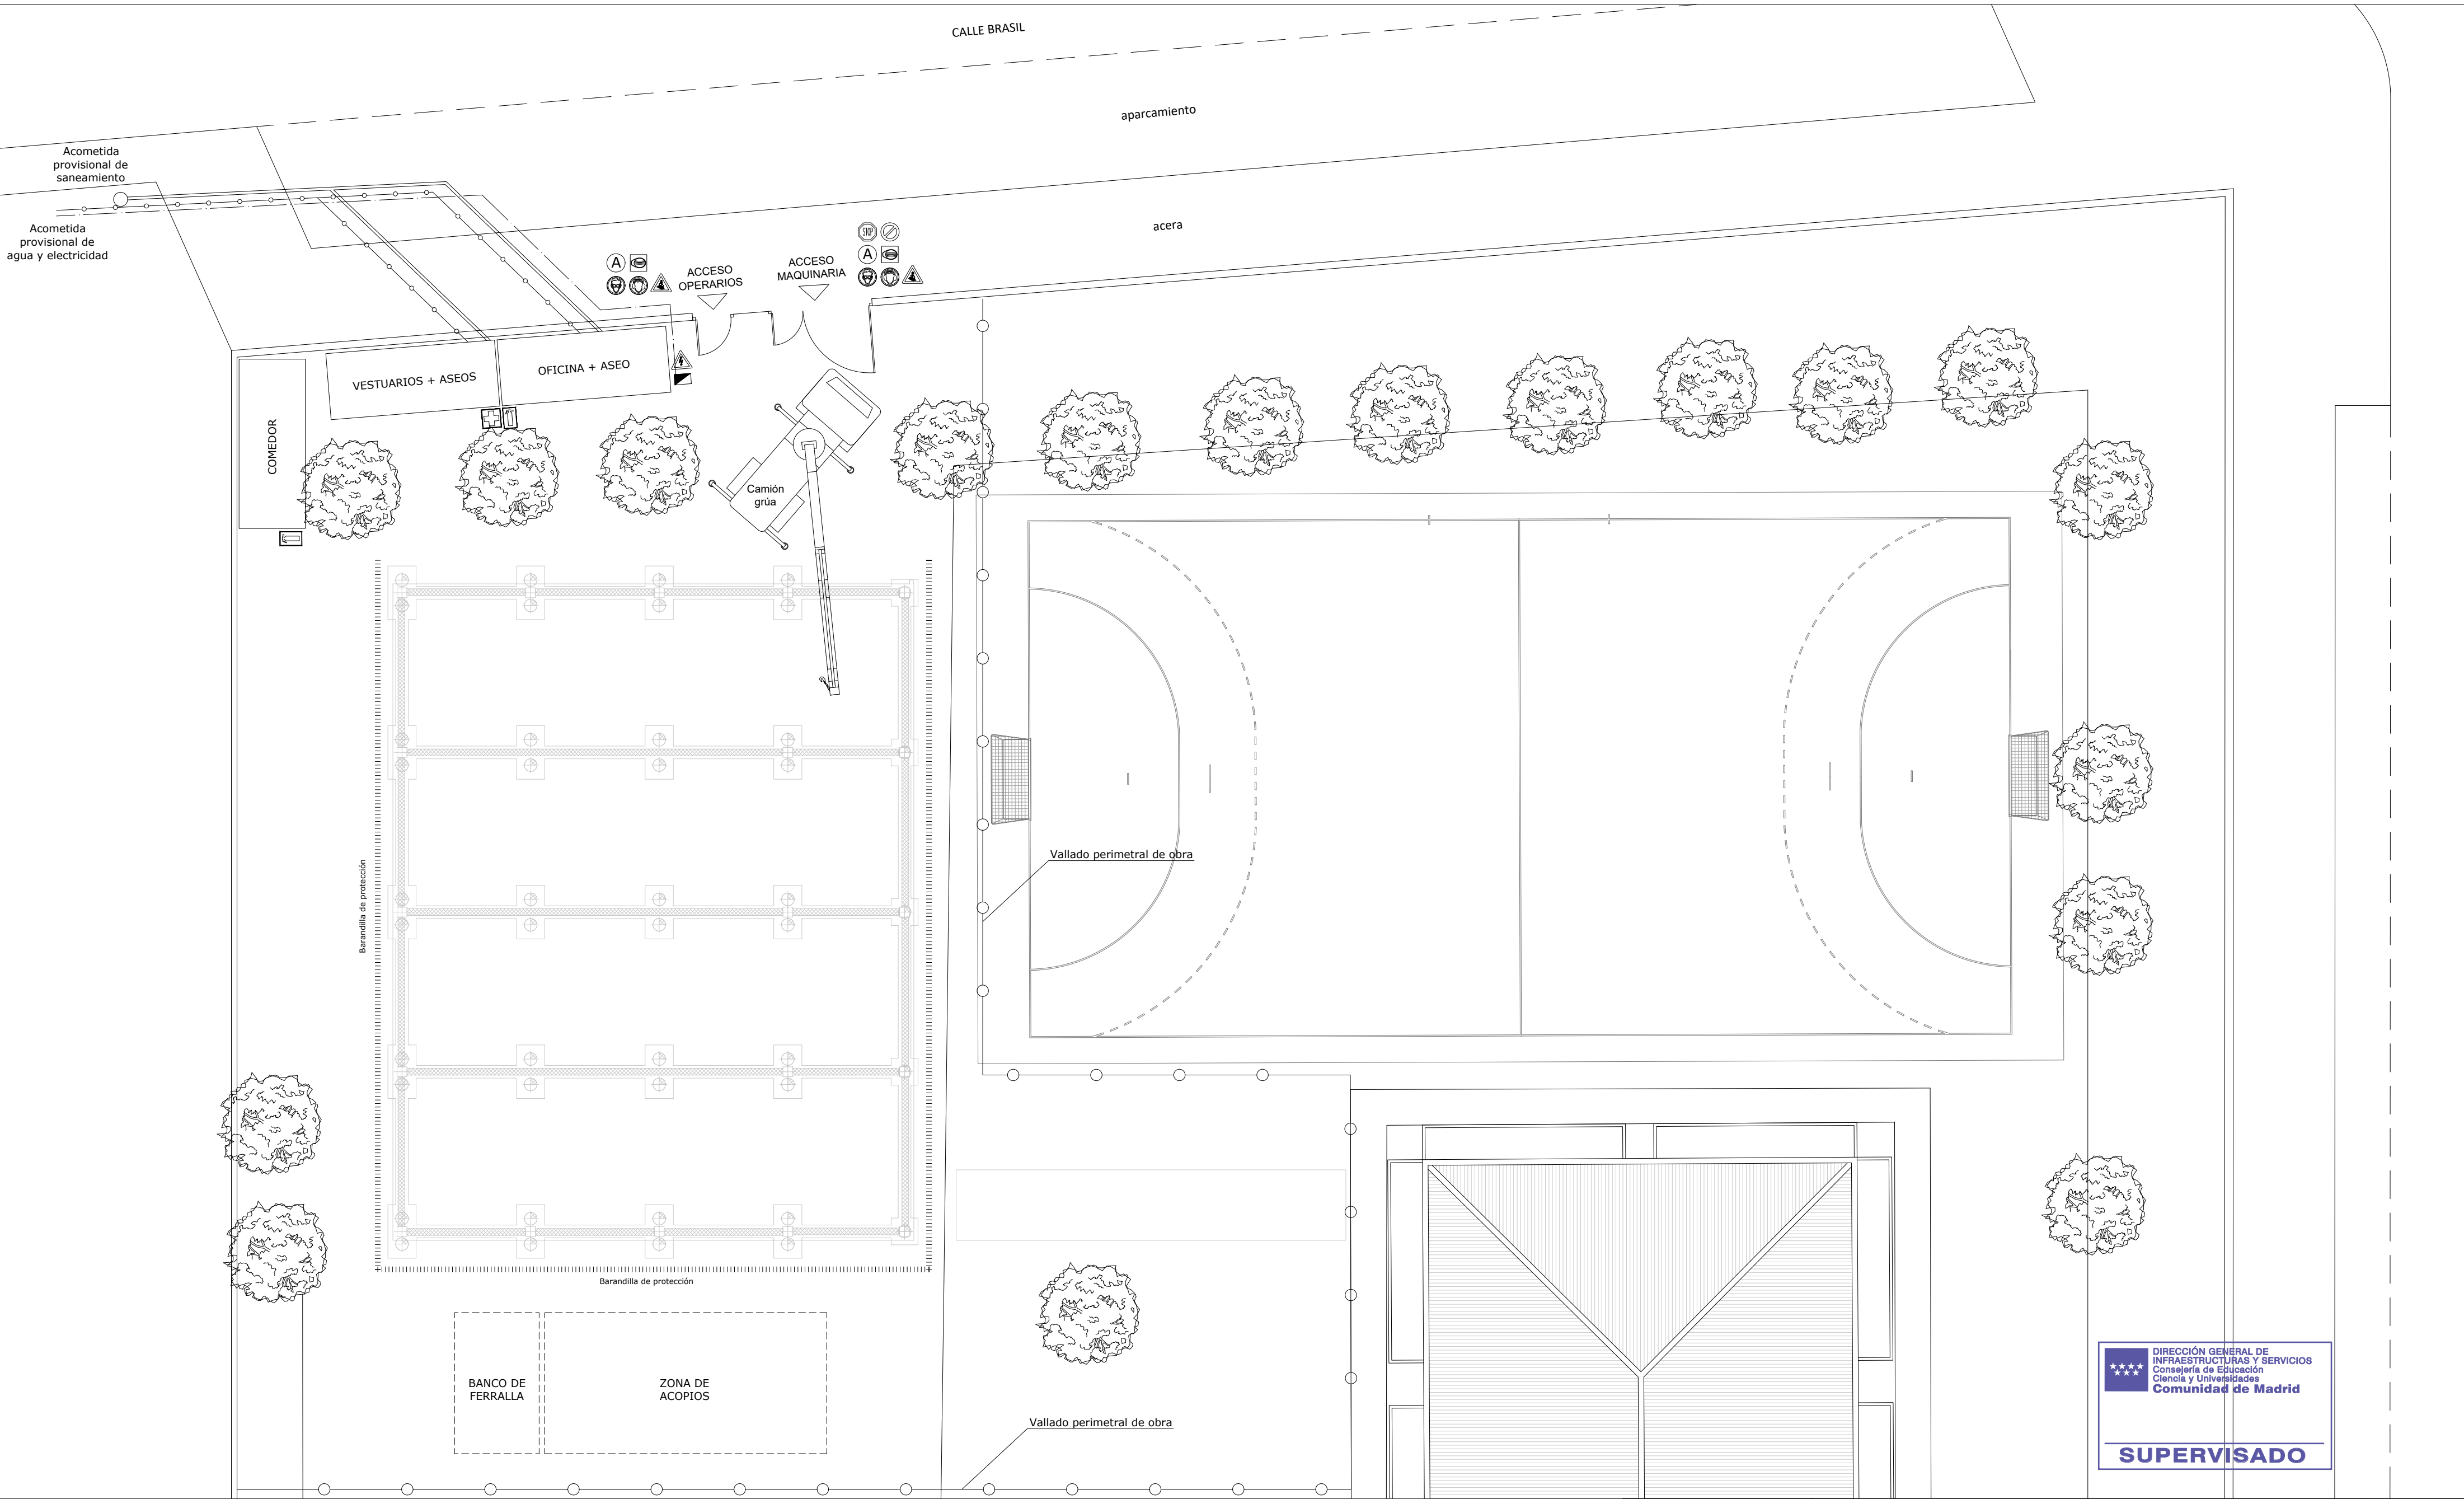 CALLE BRASIL
aparcamiento
acera
Acometida
provisional de
saneamiento
Acometida
provisional de
agua y electricidad
A
ACCESO
OPERARIOS
ACCESO
MAQUINARIA
STOP
A
VESTUARIOS + ASEOS
OFICINA + ASEO
COMEDOR
Camión
grúa
Vallado perimetral de obra
Barandilla de protección
Barandilla de protección
BANCO DE
FERRALLA
ZONA DE
ACOPIOS
Vallado perimetral de obra
DIRECCIÓN GENERAL DE
INFRAESTRUCTURAS Y SERVICIOS
Consejería de Educación
Ciencia y Universidades
Comunidad de Madrid
SUPERVISADO